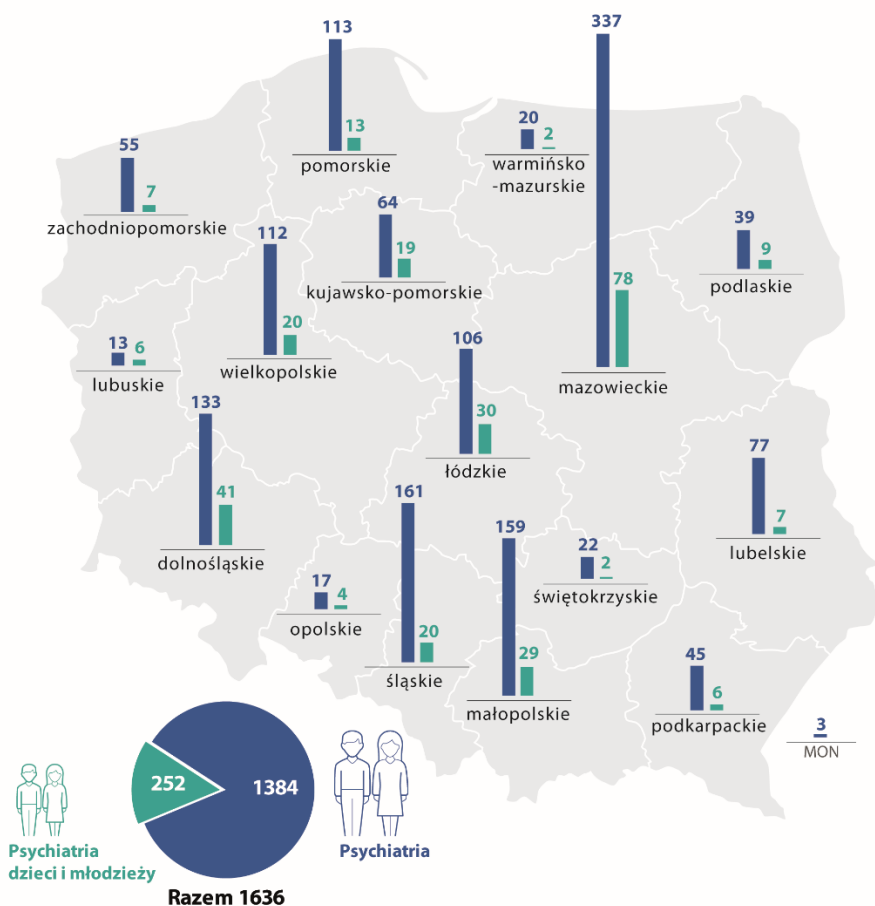 113
13
pomorskie
337
78
mazowieckie
20
2
warmińsko
-mazurskie
55
7
zachodniopomorskie
64
19
kujawsko-pomorskie
39
9
podlaskie
112
20
wielkopolskie
13
6
lubuskie
106
30
łódzkie
133
41
dolnośląskie
77
7
lubelskie
161
20
śląskie
159
29
małopolskie
22
2
świętokrzyskie
17
4
opolskie
45
6
podkarpackie
3
MON
252
1384
Psychiatria
dzieci i młodzieży
Psychiatria
Razem 1636